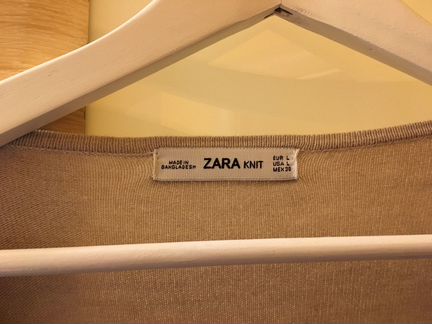 MADE IN
BANGLADESH
ZARA KNIT
EUR L
USA L
MEX